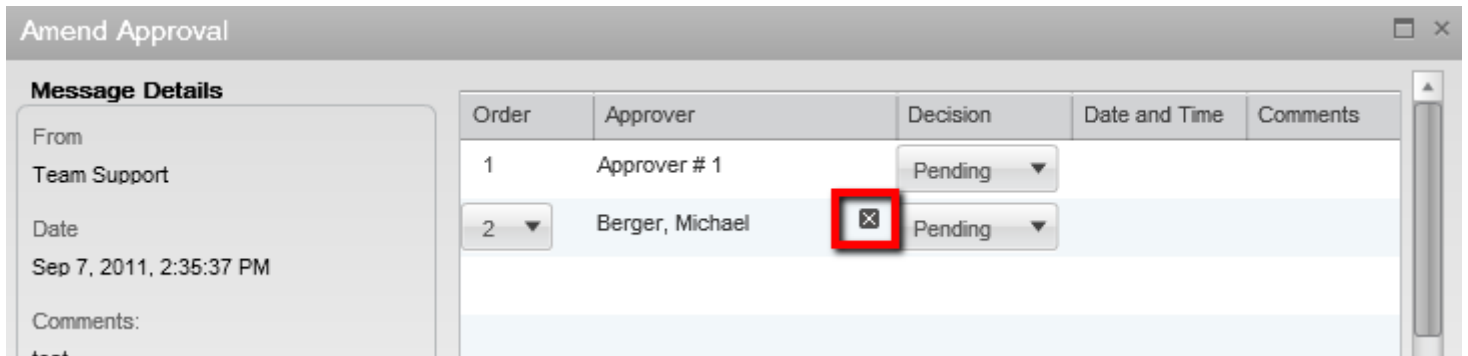 Amend Approval
Message Details
From
Team Support
Date
Sep 7, 2011, 2:35:37 PM
Comments:
Order Approver Decision Date and Time Comments
1 Approver # 1 Pending
2 Berger, Michael Pending